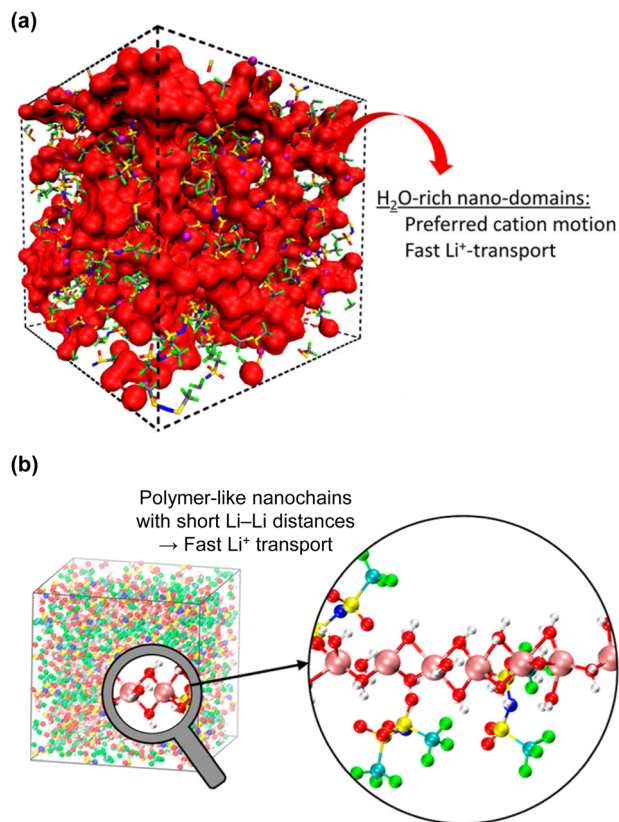 (a)
H₂O-rich nano-domains:
Preferred cation motion
Fast Li⁺-transport
(b)
Polymer-like nanochains
with short Li–Li distances
→ Fast Li⁺ transport